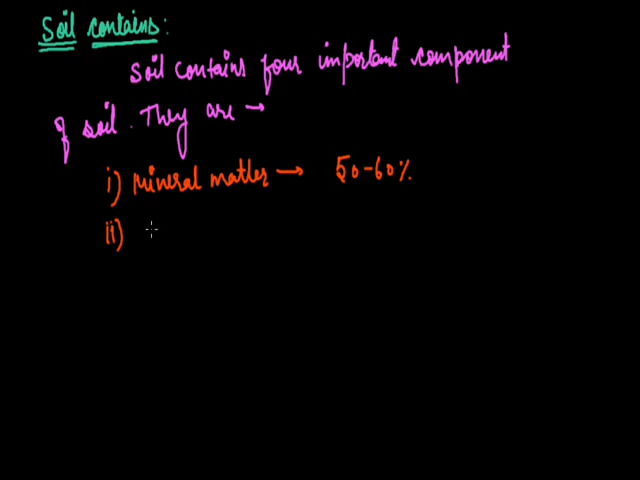 Soil contains:
Soil contains four important component
of soil. They are →
i) Mineral matter → 50-60%
ii)